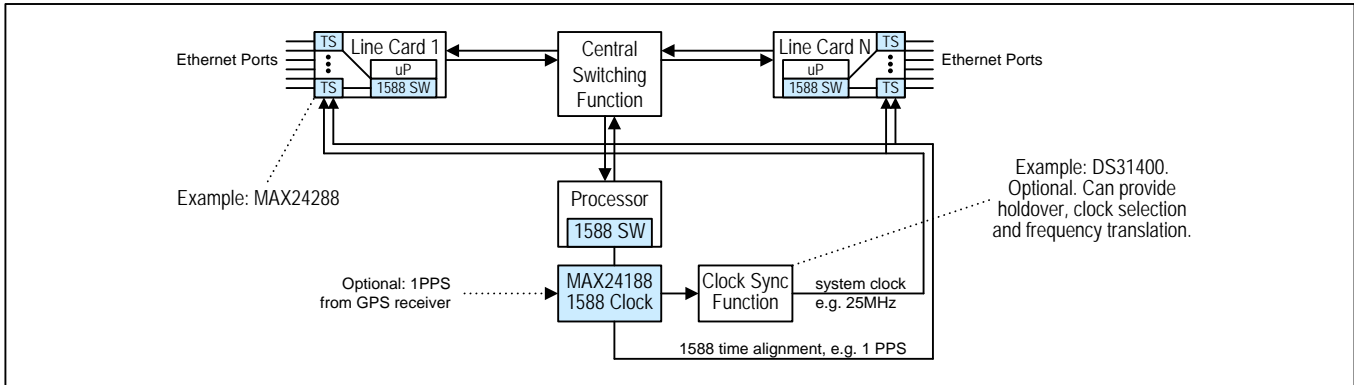 Ethernet Ports
TS
TS
Line Card 1
uP
1588 SW
Central
Switching
Function
Line Card N
uP
1588 SW
TS
TS
Ethernet Ports
Example: MAX24288
Processor
1588 SW
Example: DS31400.
Optional. Can provide
holdover, clock selection
and frequency translation.
Optional: 1PPS
from GPS receiver
MAX24188
1588 Clock
Clock Sync
Function
system clock
e.g. 25MHz
1588 time alignment, e.g. 1 PPS